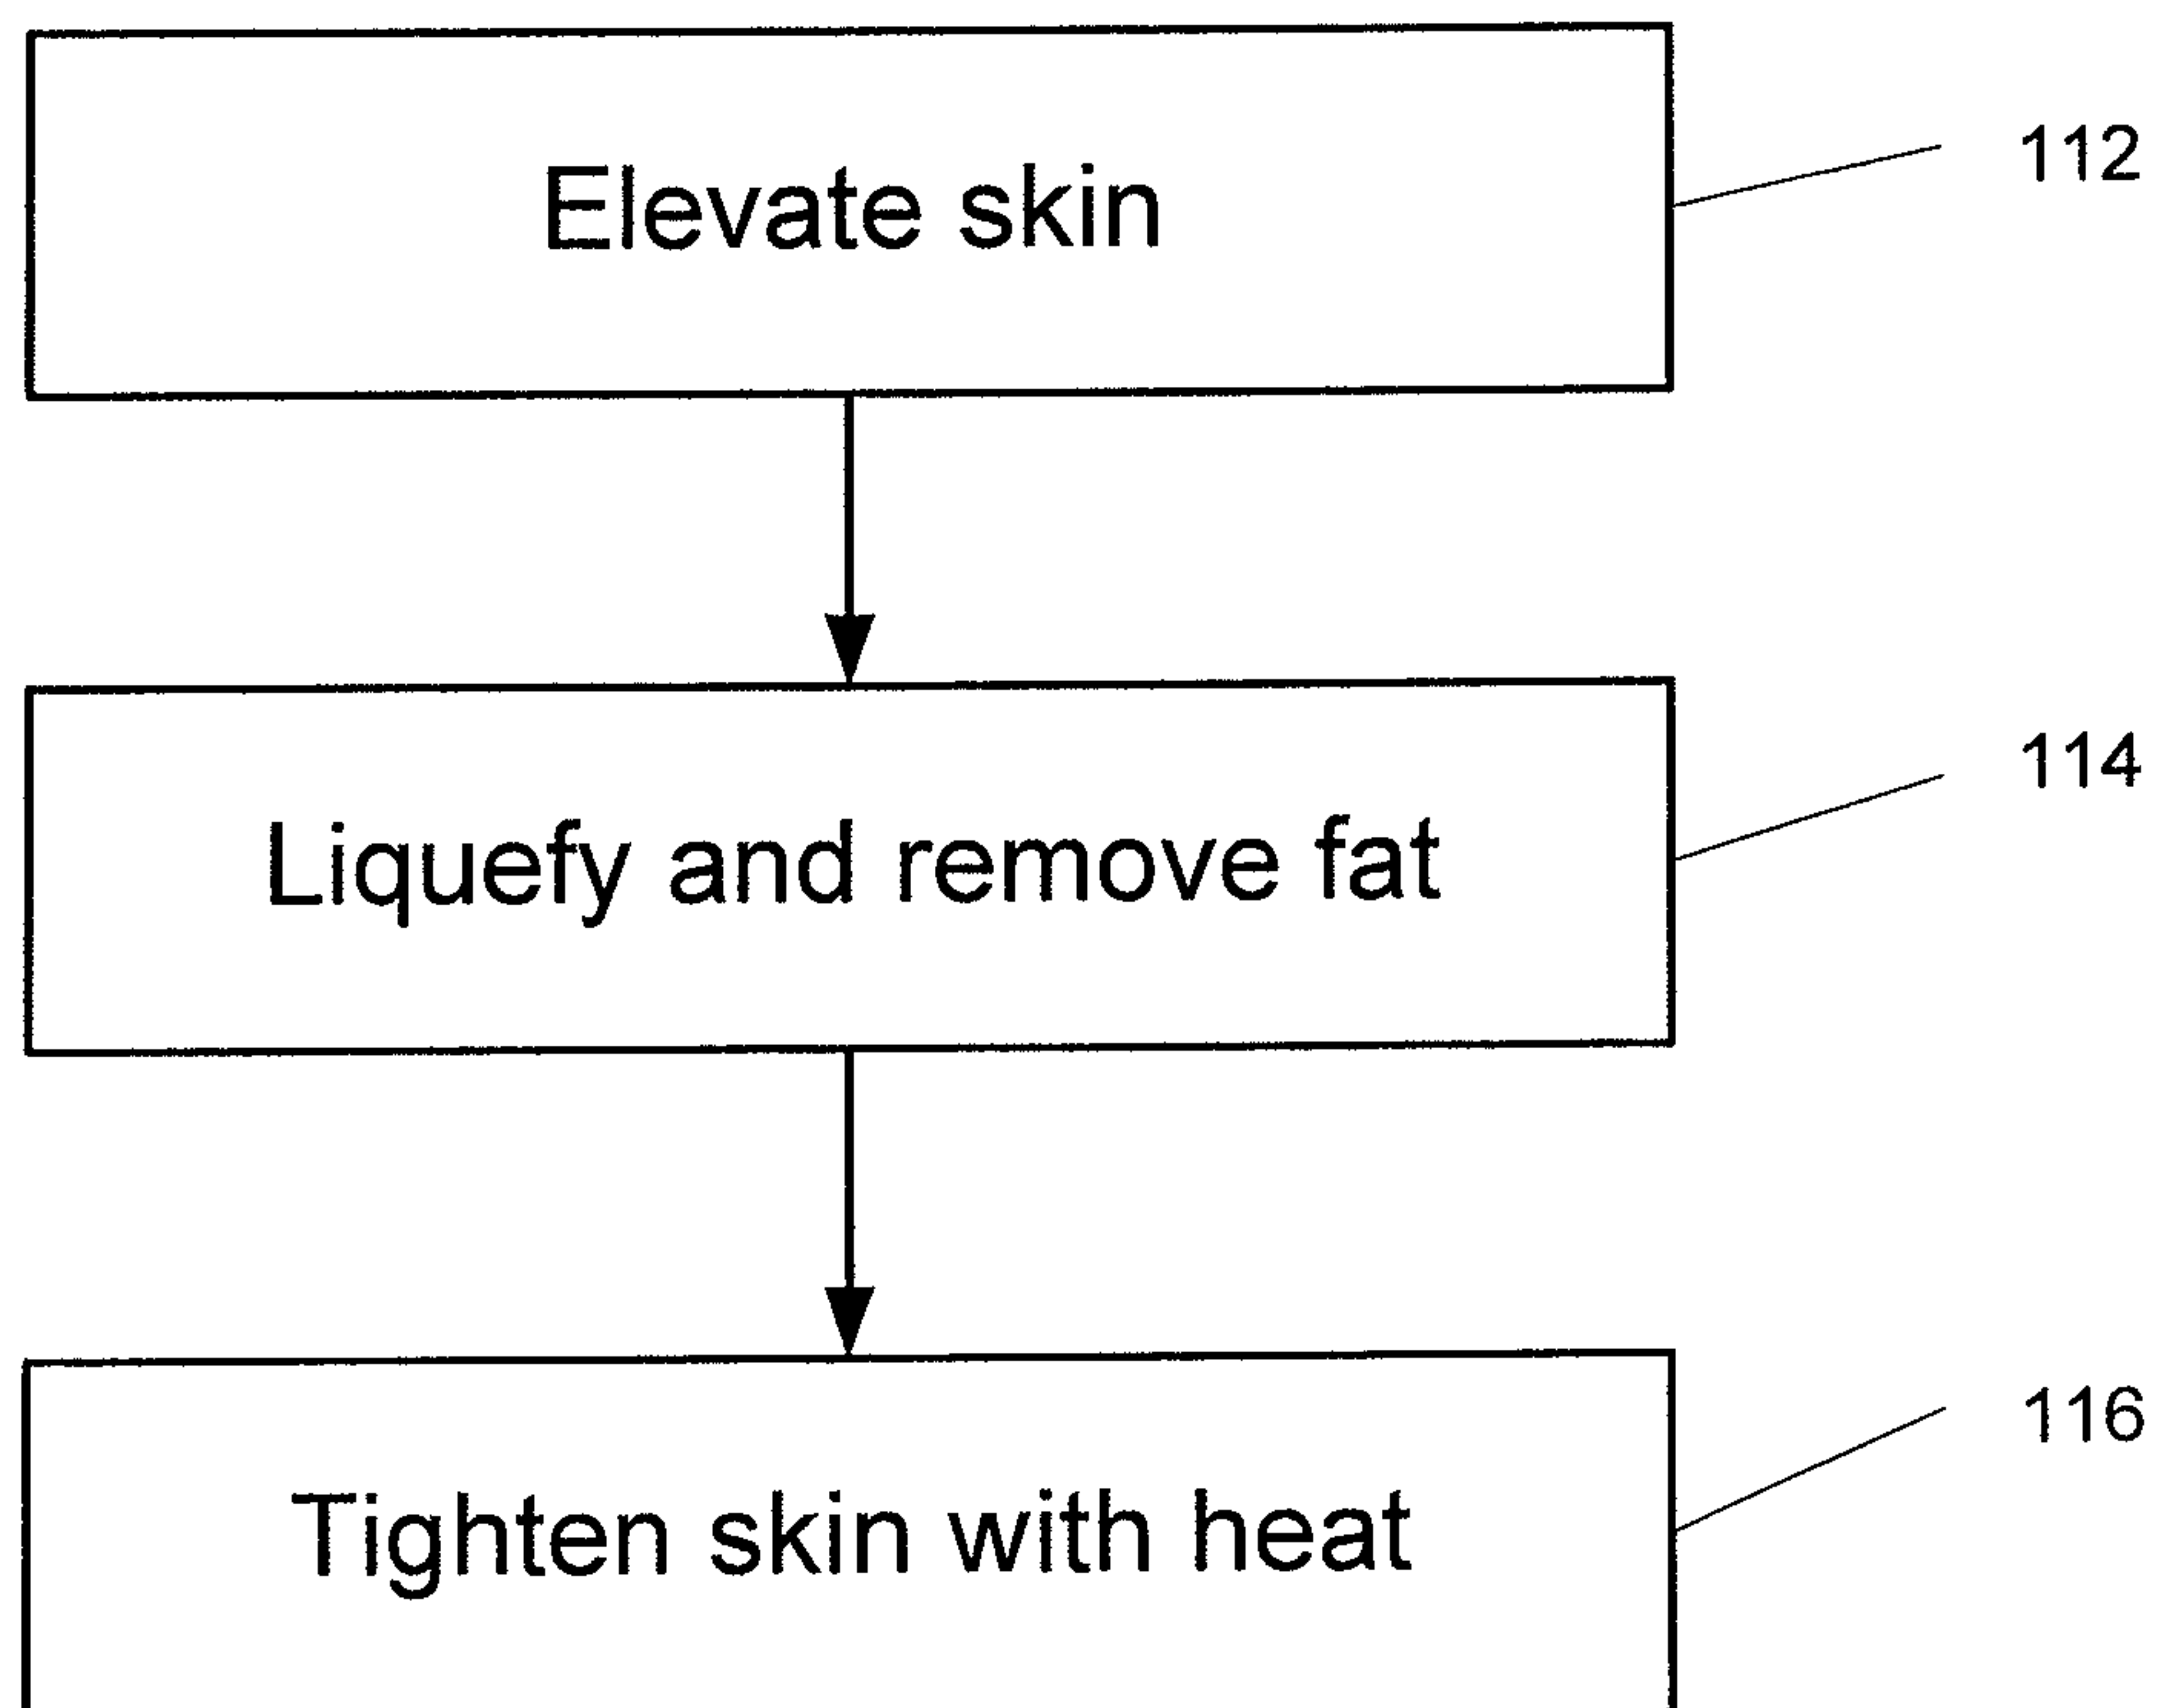 Elevate skin
112
Liquefy and remove fat
114
Tighten skin with heat
116